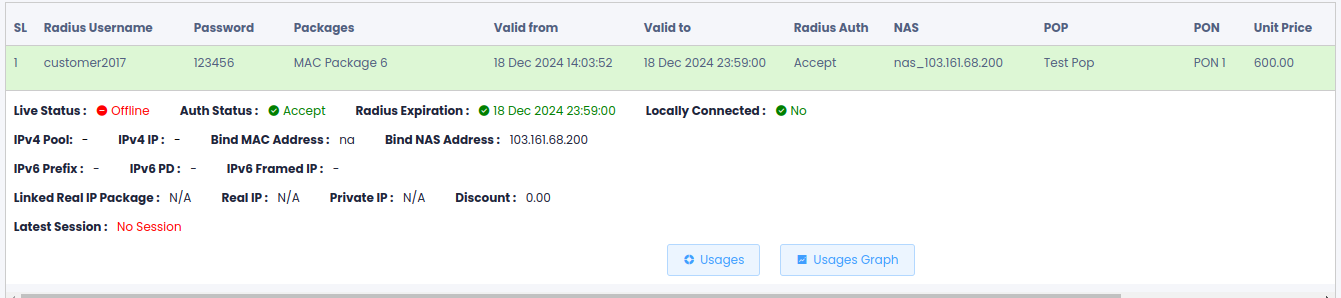 SL Radius Username Password Packages Valid from Valid to Radius Auth NAS POP PON Unit Price
1 customer2017 123456 MAC Package 6 18 Dec 2024 14:03:52 18 Dec 2024 23:59:00 Accept nas_103.161.68.200 Test Pop PON 1 600.00
Live Status : Offline Auth Status : Accept Radius Expiration : 18 Dec 2024 23:59:00 Locally Connected : No
IPv4 Pool: - IPv4 IP : - Bind MAC Address : na Bind NAS Address : 103.161.68.200
IPv6 Prefix : - IPv6 PD : - IPv6 Framed IP : -
Linked Real IP Package : N/A Real IP : N/A Private IP : N/A Discount : 0.00
Latest Session : No Session
Usages Usages Graph